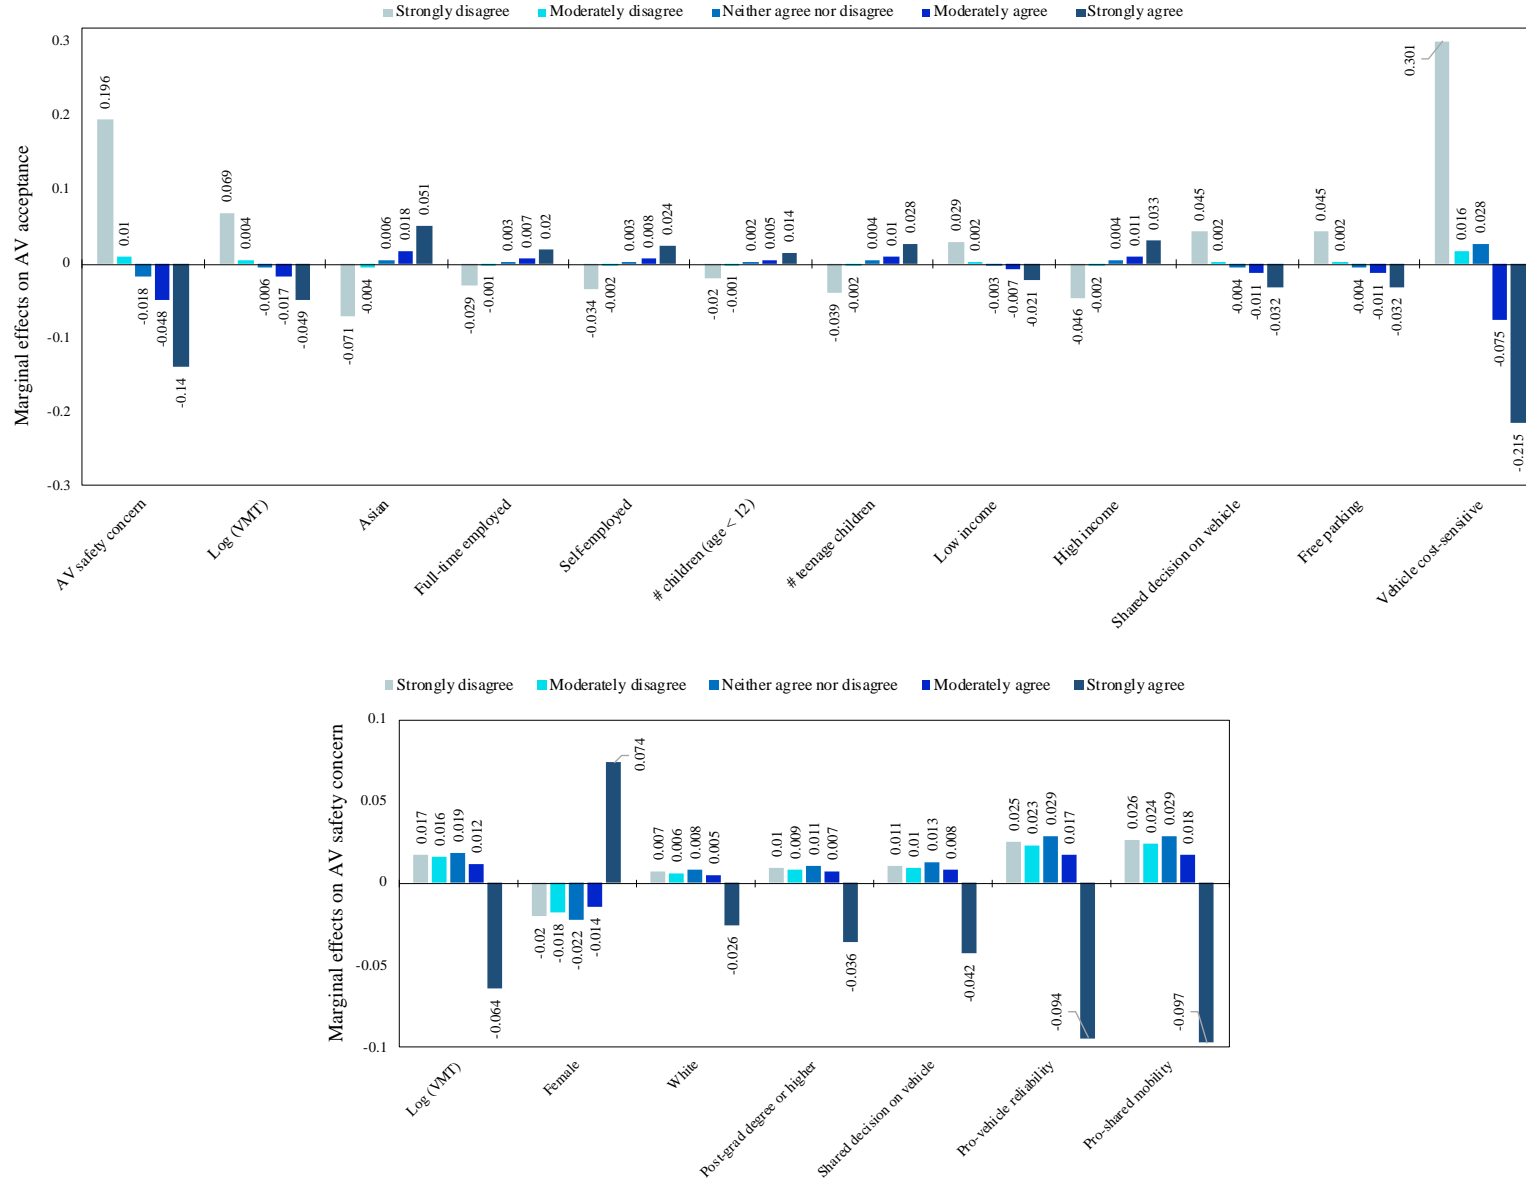 Strongly disagree Moderately disagree Neither agree nor disagree Moderately agree Strongly agree
Marginal effects on AV acceptance
0.3
0.2
0.1
0
-0.1
-0.2
-0.3
0.196 0.01 -0.018 -0.048 -0.14
0.069 0.004 -0.006 -0.017 -0.049
-0.071 -0.004 0.006 0.018 0.051
-0.029 -0.001 0.003 0.007 0.02
-0.034 -0.002 0.003 0.008 0.024
-0.02 -0.001 0.002 0.005 0.014
-0.039 -0.002 0.004 0.01 0.028
0.029 0.002 -0.003 -0.007 -0.021
-0.046 -0.002 0.004 0.011 0.033
0.045 0.002 -0.004 -0.011 -0.032
0.045 0.002 -0.004 -0.011 -0.032
0.301 0.016 0.028 -0.075 -0.215
AV safety concern
Log (VMT)
Asian
Full-time employed
Self-employed
# children (age < 12)
# teenage children
Low income
High income
Shared decision on vehicle
Free parking
Vehicle cost-sensitive
Strongly disagree Moderately disagree Neither agree nor disagree Moderately agree Strongly agree
Marginal effects on AV safety concern
0.1
0.05
0
-0.05
-0.1
0.017 0.016 0.019 0.012 -0.064
-0.02 -0.018 -0.022 -0.014 0.074
0.007 0.006 0.008 0.005 -0.026
0.01 0.009 0.011 0.007 -0.036
0.011 0.01 0.013 0.008 -0.042
0.025 0.023 0.029 0.017 -0.094
0.026 0.024 0.029 0.018 -0.097
Log (VMT)
Female
White
Post-grad degree or higher
Shared decision on vehicle
Pro-vehicle reliability
Pro-shared mobility